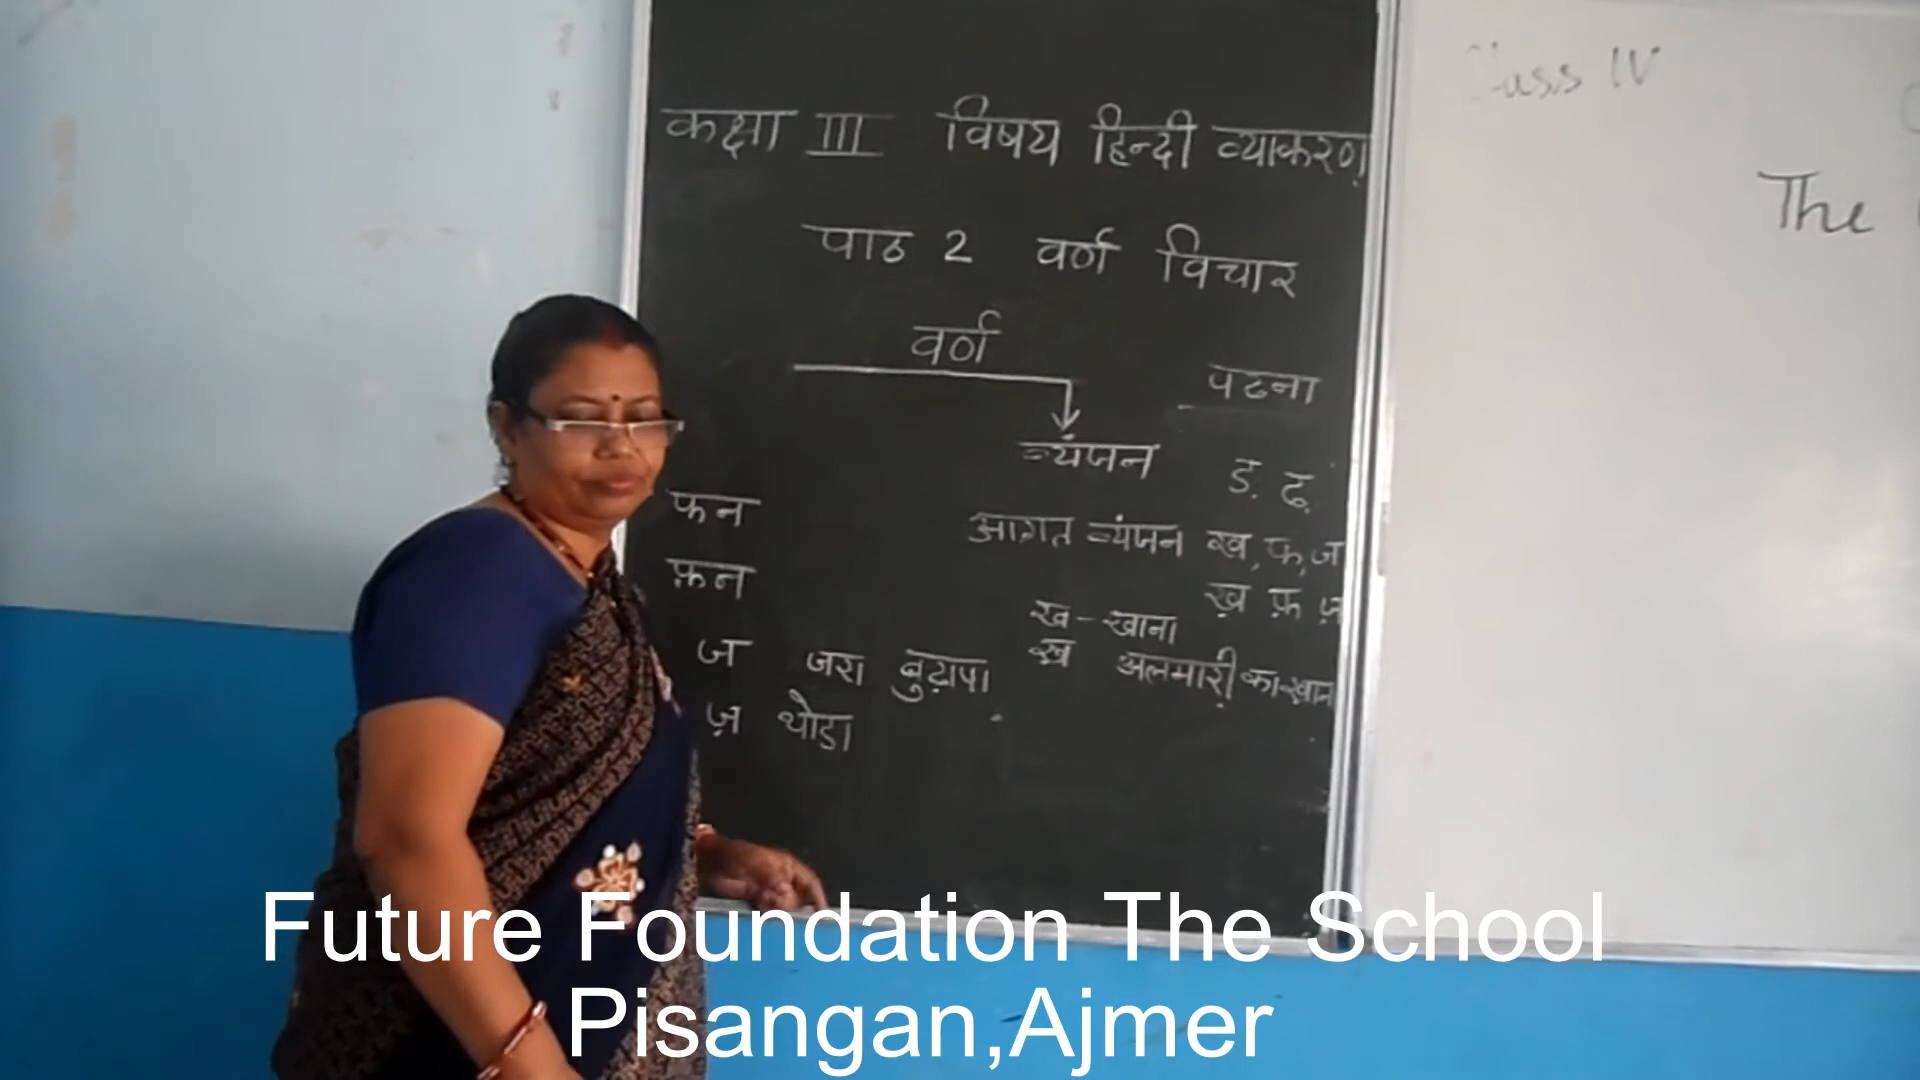 कक्षा III विषय हिन्दी व्याकरण
पाठ 2 वर्ण विचार
वर्ण
पढना
व्यंजन ड़ ढ़
आगत व्यंजन ख, फ, ज
ख़ फ़ ज़
ख - खाना
ख़ अलमारी का खान
फन
फ़न
ज जरा बुढ़ापा
ज़ थोडा
Class IV
The
Future Foundation The School
Pisangan,Ajmer